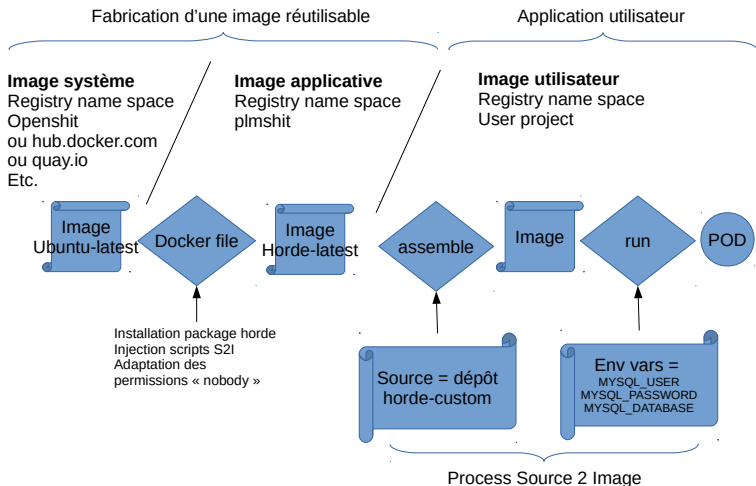 Fabrication d'une image réutilisable
Application utilisateur
Image système
Registry name space
Openshit
ou hub.docker.com
ou quay.io
Etc.
Image applicative
Registry name space
plmshit
Image utilisateur
Registry name space
User project
Image
Ubuntu-latest
Docker file
Image
Horde-latest
assemble
Image
run
POD
Installation package horde
Injection scripts S2I
Adaptation des
permissions « nobody »
Source = dépôt
horde-custom
Env vars =
MYSQL_USER
MYSQL_PASSWORD
MYSQL_DATABASE
Process Source 2 Image